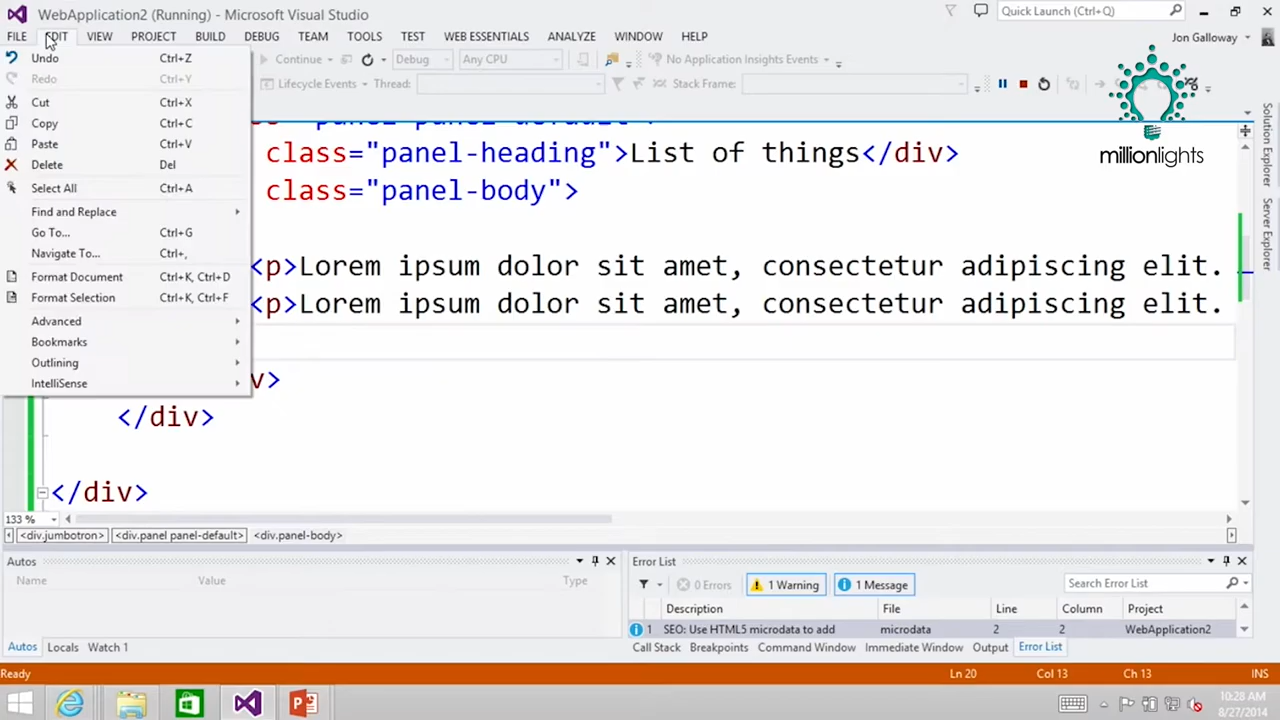 WebApplication2 (Running) - Microsoft Visual Studio
Quick Launch (Ctrl+Q)
FILE EDIT VIEW PROJECT BUILD DEBUG TEAM TOOLS TEST WEB ESSENTIALS ANALYZE WINDOW HELP
Jon Galloway
Undo Ctrl+Z
Continue Debug Any CPU No Application Insights Events
Redo Ctrl+Y
Lifecycle Events Thread: Stack Frame:
Cut Ctrl+X
Copy Ctrl+C
Paste Ctrl+V
Delete Del
Select All Ctrl+A
Find and Replace
Go To... Ctrl+G
Navigate To... Ctrl+,
Format Document Ctrl+K, Ctrl+D
Format Selection Ctrl+K, Ctrl+F
Advanced
Bookmarks
Outlining
IntelliSense
millionlights
Solution Explorer
Server Explorer
class="panel-heading">List of things</div>
class="panel-body">
<p>Lorem ipsum dolor sit amet, consectetur adipiscing elit.
<p>Lorem ipsum dolor sit amet, consectetur adipiscing elit.
v>
</div>
</div>
133 %
<div.jumbotron> <div.panel panel-default> <div.panel-body>
Autos
Name Value Type
Autos Locals Watch 1
Error List
0 Errors 1 Warning 1 Message Search Error List
Description File Line Column Project
1 SEO: Use HTML5 microdata to add microdata 2 2 WebApplication2
Call Stack Breakpoints Command Window Immediate Window Output Error List
Ready Ln 20 Col 13 Ch 13 INS
10:28 AM
8/27/2014